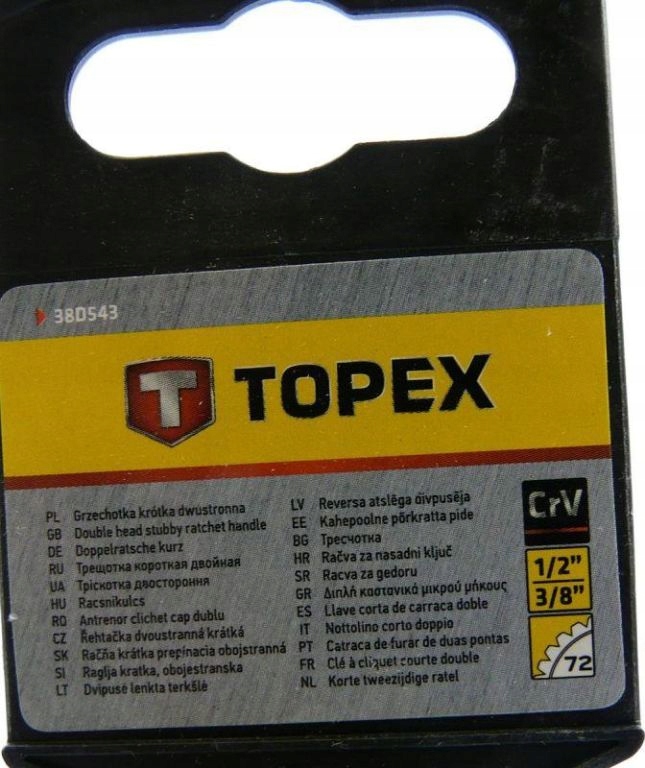 38D543
T TOPEX
PL Grzechotka krótka dwustronna
GB Double head stubby ratchet handle
DE Doppelratsche kurz
RU Трещотка короткая двойная
UA Тріскотка двостороння
HU Racsnikulcs
RO Antrenor clichet cap dublu
CZ Řehtačka dvoustranná krátká
SK Račňa krátka prepínacia obojstranná
SI Raglja kratka, obojestranska
LT Dvipusė lenkta terkšlė
LV Reversa atslēga divpusēja
EE Kahepoolne põrkratta pide
BG Тресчотка
HR Račva za nasadni ključ
SR Racva za gedoru
GR Διπλή καστανιά μικρού μήκους
ES Llave corta de carraca doble
IT Nottolino corto doppio
PT Catraca de furar de duas pontas
FR Clé à cliquet courte double
NL Korte tweezijdige ratel
CrV
1/2"
3/8"
72